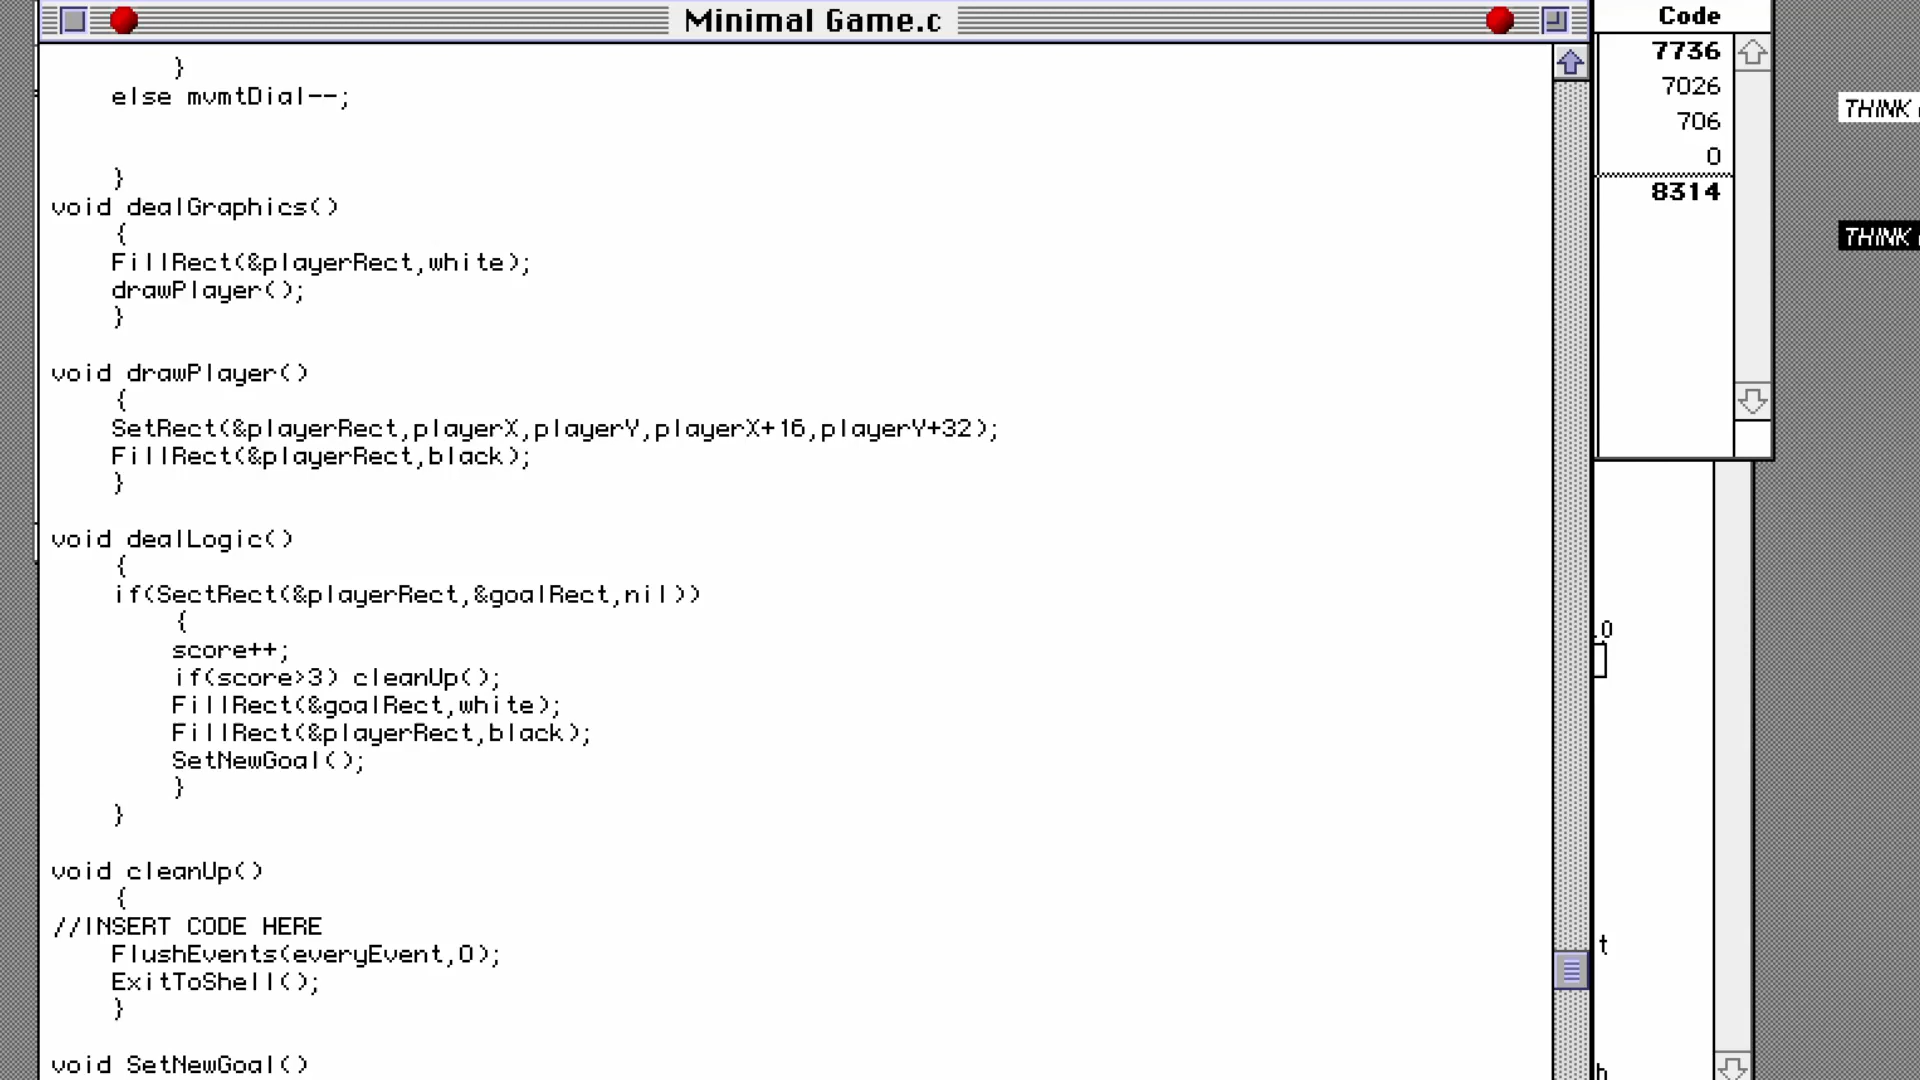 Minimal Game.c
}
else mvmtDial--;
}
void dealGraphics()
{
FillRect(&playerRect,white);
drawPlayer();
}
void drawPlayer()
{
SetRect(&playerRect,playerX,playerY,playerX+16,playerY+32);
FillRect(&playerRect,black);
}
void dealLogic()
{
if(SectRect(&playerRect,&goalRect,nil))
{
score++;
if(score>3) cleanUp();
FillRect(&goalRect,white);
FillRect(&playerRect,black);
SetNewGoal();
}
}
void cleanUp()
{
//INSERT CODE HERE
FlushEvents(everyEvent,0);
ExitToShell();
}
void SetNewGoal()
Code
7736
7026
706
0
8314
.0
t
h
THINK
THINK